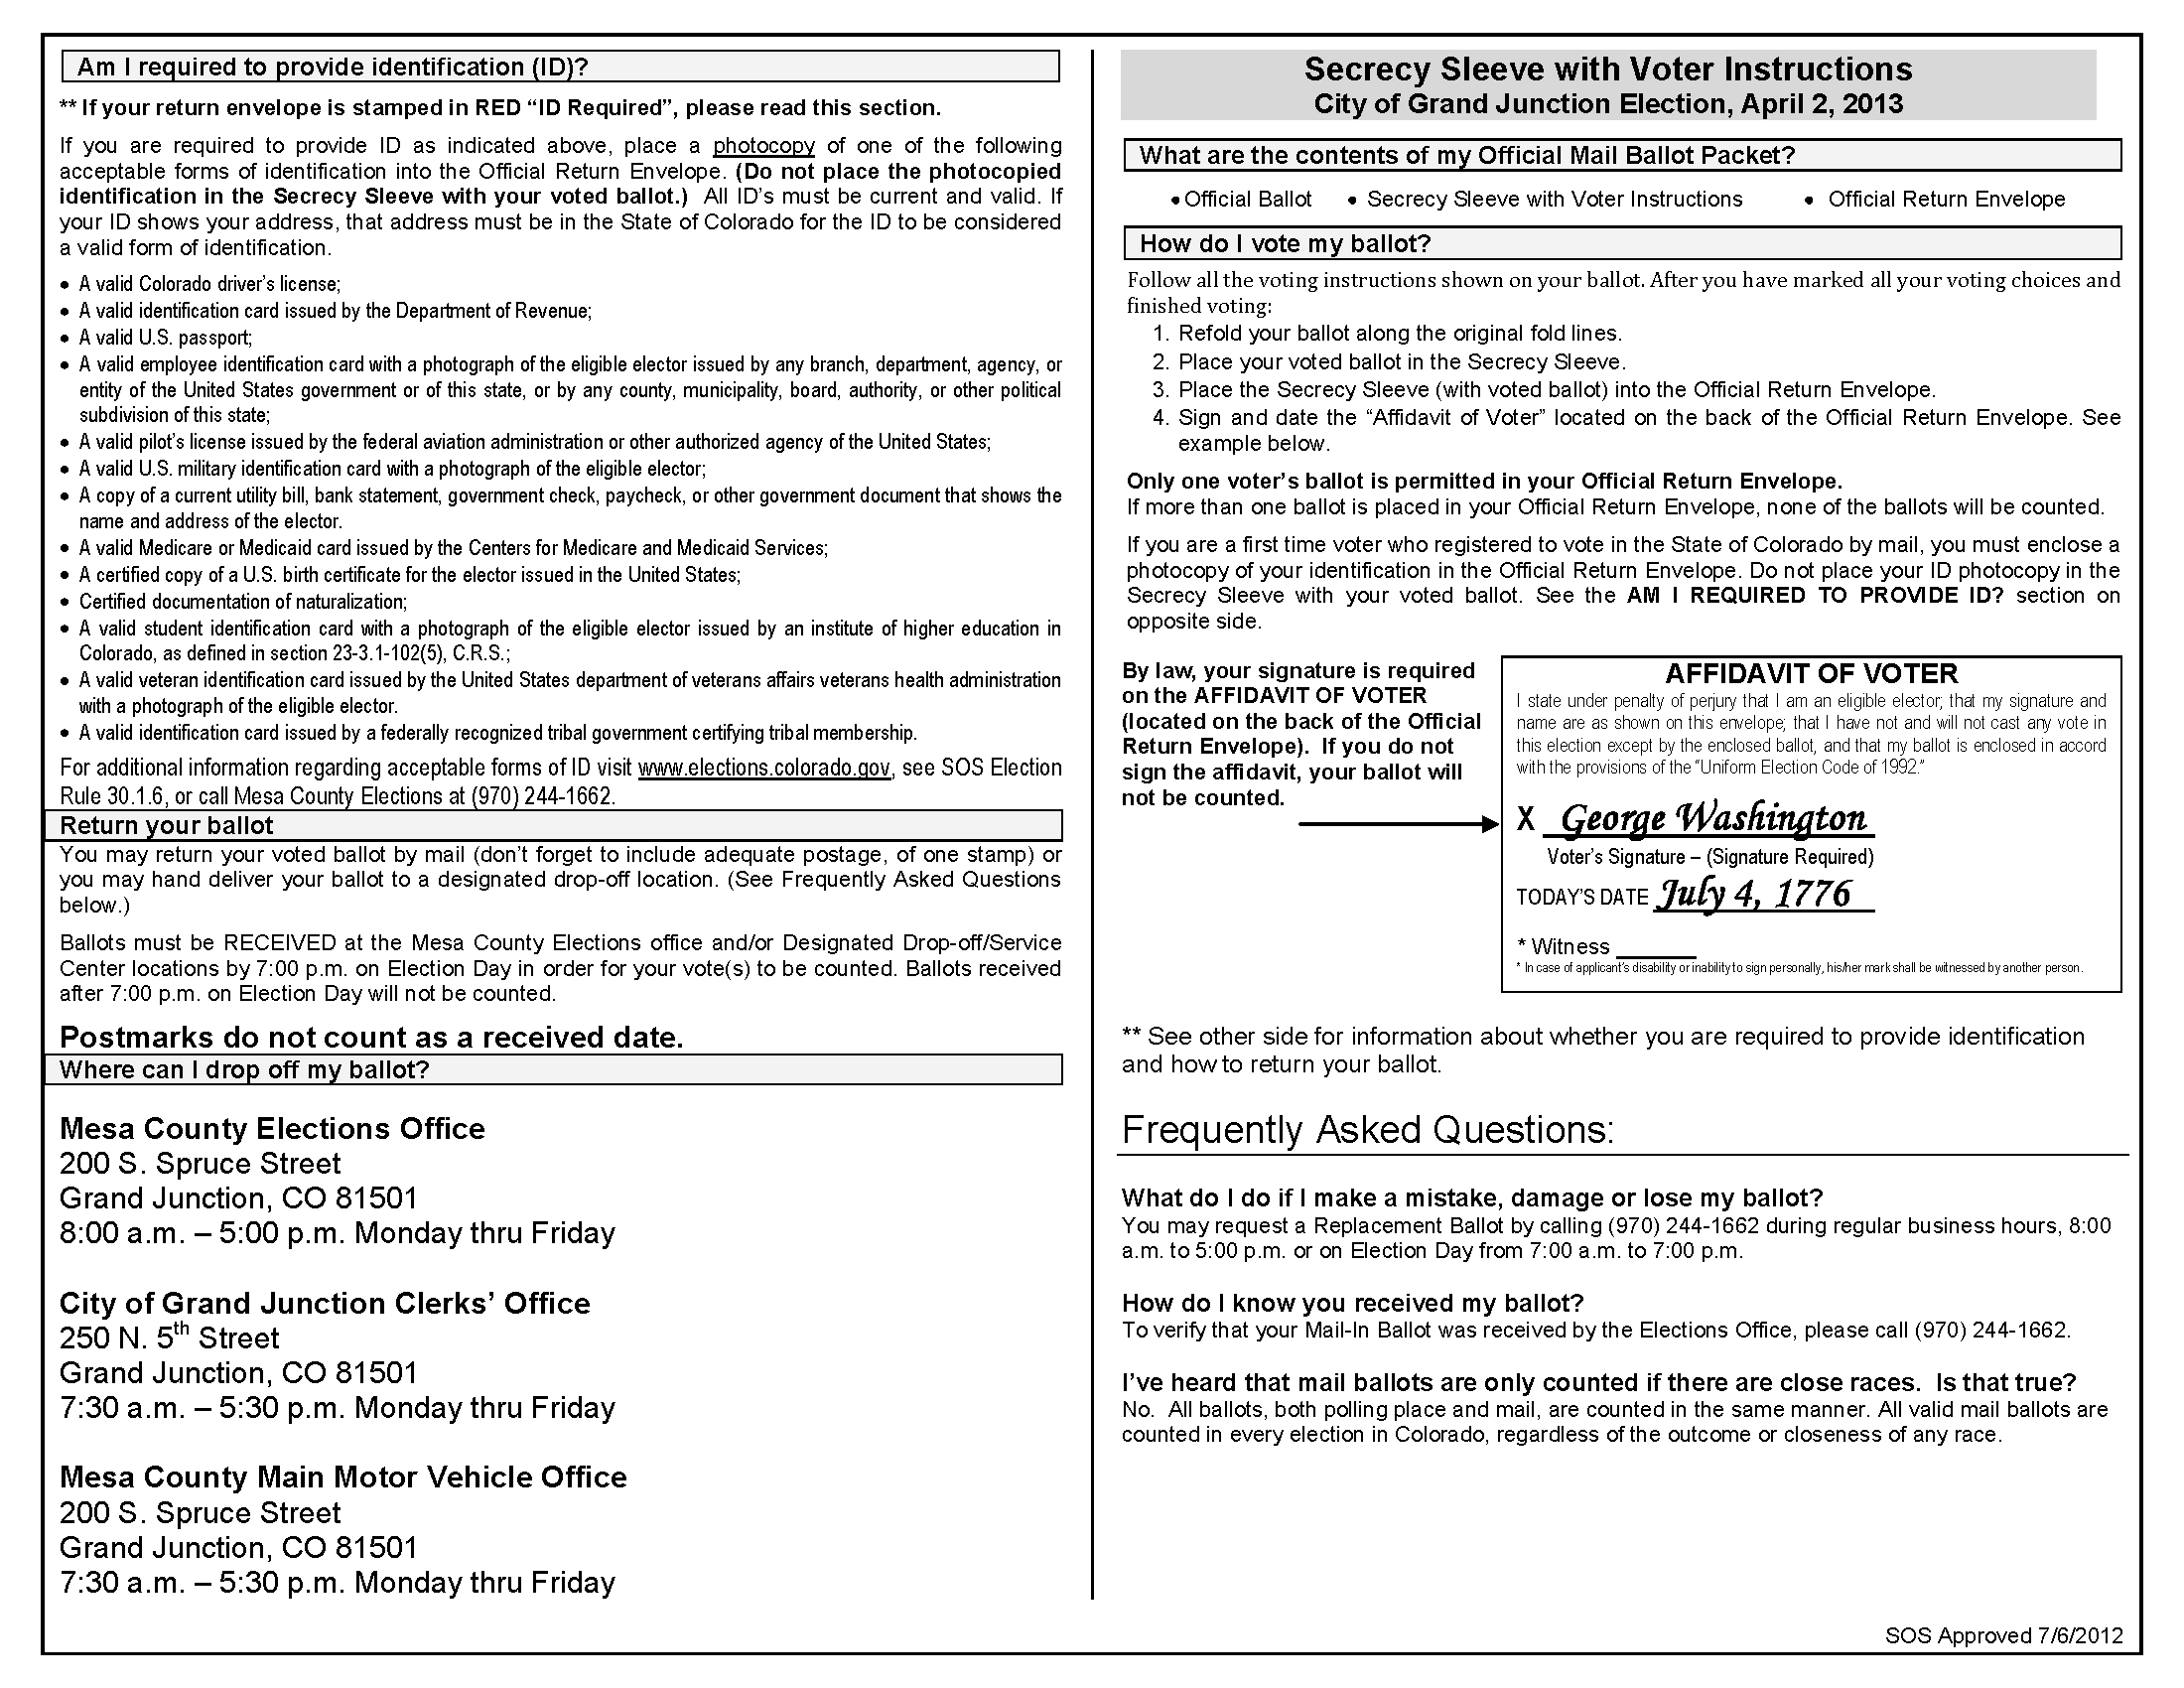 Am I required to provide identification (ID)?
** If your return envelope is stamped in RED “ID Required”, please read this section.
If you are required to provide ID as indicated above, place a photocopy of one of the following
acceptable forms of identification into the Official Return Envelope. (Do not place the photocopied
identification in the Secrecy Sleeve with your voted ballot.) All ID’s must be current and valid. If
your ID shows your address, that address must be in the State of Colorado for the ID to be considered
a valid form of identification.
• A valid Colorado driver’s license;
• A valid identification card issued by the Department of Revenue;
• A valid U.S. passport;
• A valid employee identification card with a photograph of the eligible elector issued by any branch, department, agency, or
entity of the United States government or of this state, or by any county, municipality, board, authority, or other political
subdivision of this state;
• A valid pilot’s license issued by the federal aviation administration or other authorized agency of the United States;
• A valid U.S. military identification card with a photograph of the eligible elector;
• A copy of a current utility bill, bank statement, government check, paycheck, or other government document that shows the
name and address of the elector.
• A valid Medicare or Medicaid card issued by the Centers for Medicare and Medicaid Services;
• A certified copy of a U.S. birth certificate for the elector issued in the United States;
• Certified documentation of naturalization;
• A valid student identification card with a photograph of the eligible elector issued by an institute of higher education in
Colorado, as defined in section 23-3.1-102(5), C.R.S.;
• A valid veteran identification card issued by the United States department of veterans affairs veterans health administration
with a photograph of the eligible elector.
• A valid identification card issued by a federally recognized tribal government certifying tribal membership.
For additional information regarding acceptable forms of ID visit www.elections.colorado.gov, see SOS Election
Rule 30.1.6, or call Mesa County Elections at (970) 244-1662.
Return your ballot
You may return your voted ballot by mail (don’t forget to include adequate postage, of one stamp) or
you may hand deliver your ballot to a designated drop-off location. (See Frequently Asked Questions
below.)
Ballots must be RECEIVED at the Mesa County Elections office and/or Designated Drop-off/Service
Center locations by 7:00 p.m. on Election Day in order for your vote(s) to be counted. Ballots received
after 7:00 p.m. on Election Day will not be counted.
Postmarks do not count as a received date.
Where can I drop off my ballot?
Mesa County Elections Office
200 S. Spruce Street
Grand Junction, CO 81501
8:00 a.m. – 5:00 p.m. Monday thru Friday
City of Grand Junction Clerks’ Office
250 N. 5th Street
Grand Junction, CO 81501
7:30 a.m. – 5:30 p.m. Monday thru Friday
Mesa County Main Motor Vehicle Office
200 S. Spruce Street
Grand Junction, CO 81501
7:30 a.m. – 5:30 p.m. Monday thru Friday
Secrecy Sleeve with Voter Instructions
City of Grand Junction Election, April 2, 2013
What are the contents of my Official Mail Ballot Packet?
• Official Ballot • Secrecy Sleeve with Voter Instructions • Official Return Envelope
How do I vote my ballot?
Follow all the voting instructions shown on your ballot. After you have marked all your voting choices and
finished voting:
1. Refold your ballot along the original fold lines.
2. Place your voted ballot in the Secrecy Sleeve.
3. Place the Secrecy Sleeve (with voted ballot) into the Official Return Envelope.
4. Sign and date the “Affidavit of Voter” located on the back of the Official Return Envelope. See
example below.
Only one voter’s ballot is permitted in your Official Return Envelope.
If more than one ballot is placed in your Official Return Envelope, none of the ballots will be counted.
If you are a first time voter who registered to vote in the State of Colorado by mail, you must enclose a
photocopy of your identification in the Official Return Envelope. Do not place your ID photocopy in the
Secrecy Sleeve with your voted ballot. See the AM I REQUIRED TO PROVIDE ID? section on
opposite side.
By law, your signature is required
on the AFFIDAVIT OF VOTER
(located on the back of the Official
Return Envelope). If you do not
sign the affidavit, your ballot will
not be counted.
AFFIDAVIT OF VOTER
I state under penalty of perjury that I am an eligible elector; that my signature and
name are as shown on this envelope; that I have not and will not cast any vote in
this election except by the enclosed ballot, and that my ballot is enclosed in accord
with the provisions of the “Uniform Election Code of 1992.”
X George Washington
Voter’s Signature – (Signature Required)
TODAY’S DATE July 4, 1776
* Witness
* In case of applicant’s disability or inability to sign personally, his/her mark shall be witnessed by another person.
** See other side for information about whether you are required to provide identification
and how to return your ballot.
Frequently Asked Questions:
What do I do if I make a mistake, damage or lose my ballot?
You may request a Replacement Ballot by calling (970) 244-1662 during regular business hours, 8:00
a.m. to 5:00 p.m. or on Election Day from 7:00 a.m. to 7:00 p.m.
How do I know you received my ballot?
To verify that your Mail-In Ballot was received by the Elections Office, please call (970) 244-1662.
I’ve heard that mail ballots are only counted if there are close races. Is that true?
No. All ballots, both polling place and mail, are counted in the same manner. All valid mail ballots are
counted in every election in Colorado, regardless of the outcome or closeness of any race.
SOS Approved 7/6/2012